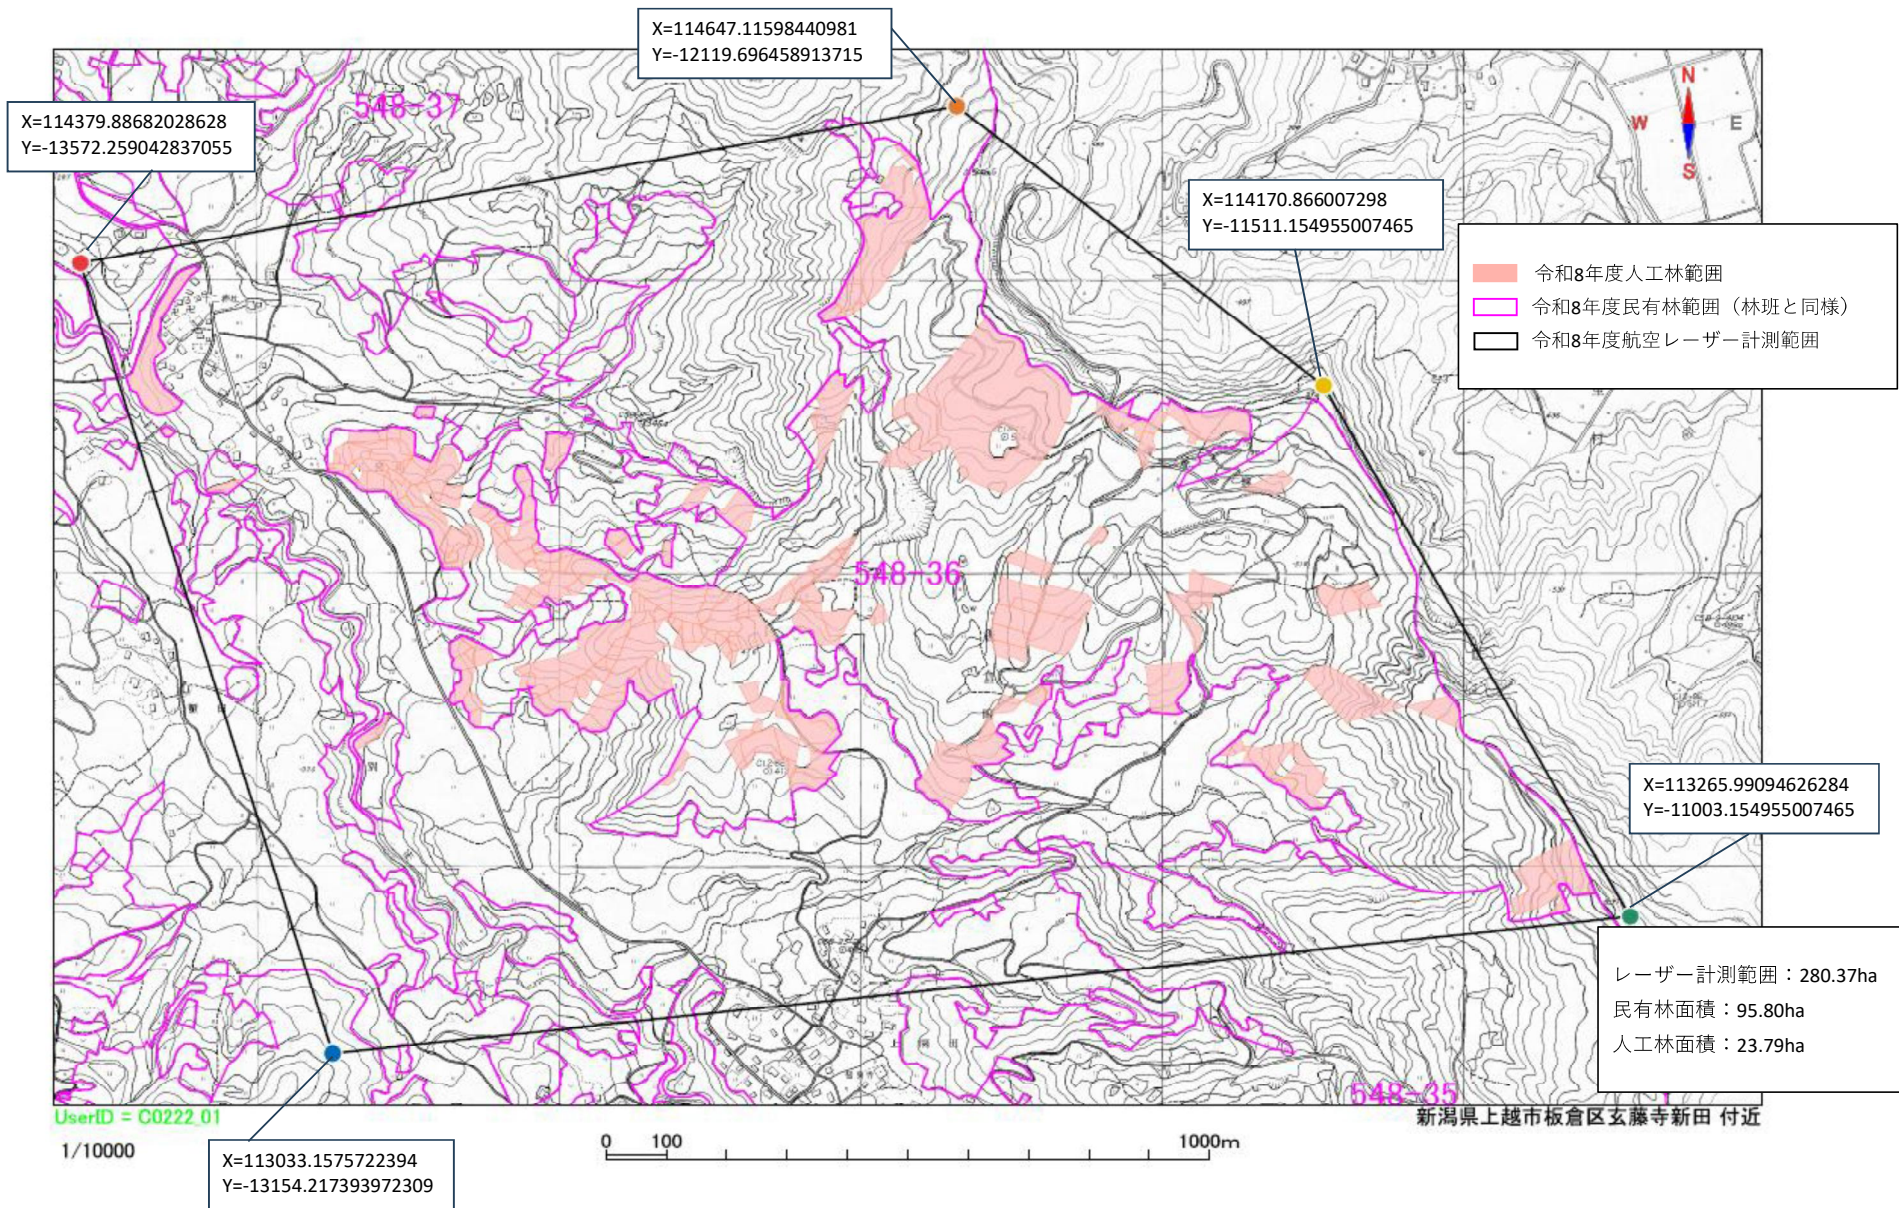 X=114647.11598440981
Y=-12119.696458913715
X=114379.88682028628
Y=-13572.259042837055
548-37
N
W
E
S
X=114170.866007298
Y=-11511.154955007465
令和8年度人工林範囲
令和8年度民有林範囲（林班と同様）
令和8年度航空レーザー計測範囲
548-36
X=113265.99094626284
Y=-11003.154955007465
レーザー計測範囲：280.37ha
民有林面積：95.80ha
人工林面積：23.79ha
548-35
UserID = C0222_01
新潟県上越市板倉区玄藤寺新田 付近
1/10000
0 100 1000m
X=113033.1575722394
Y=-13154.217393972309